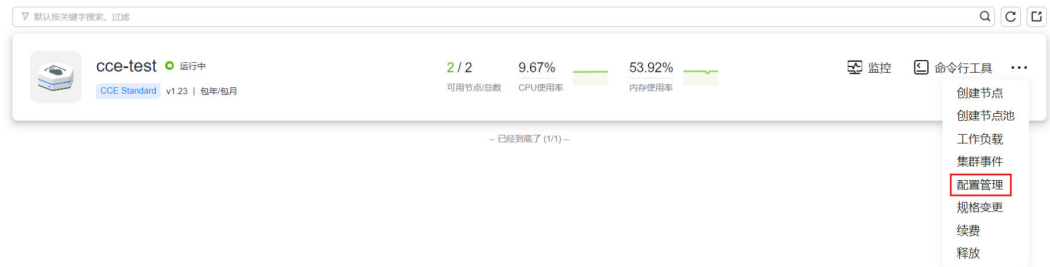 默认按关键字搜索、过滤
cce-test 运行中 2 / 2 9.67% 53.92% 监控 命令行工具 ···
CCE Standard v1.23 | 包年/包月 可用节点/总数 CPU使用率 内存使用率
创建节点
创建节点池
-- 已经到底了 (1/1) --
工作负载
集群事件
配置管理
规格变更
续费
释放